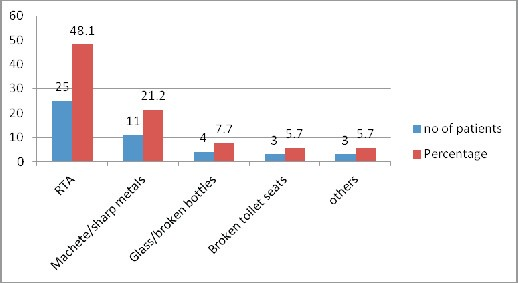 60
50
40
30
20
10
0
48.1
25
21.2
11
7.7
4
5.7
3
5.7
3
RTA
Machete/sharp metals
Glass/broken bottles
Broken toilet seats
others
no of patients
Percentage